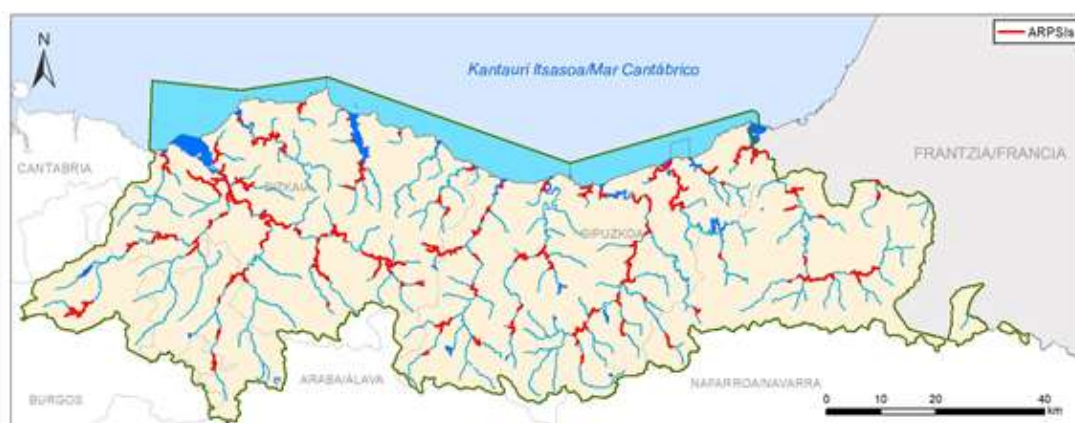 N
ARPSIs
Kantauri Itsasoa/Mar Cantábrico
CANTABRIA
FRANTZIA/FRANCIA
BIZKAIA
GIPUZKOA
ARABA/ÁLAVA
NAFARROA/NAVARRA
BURGOS
0 10 20 40
km